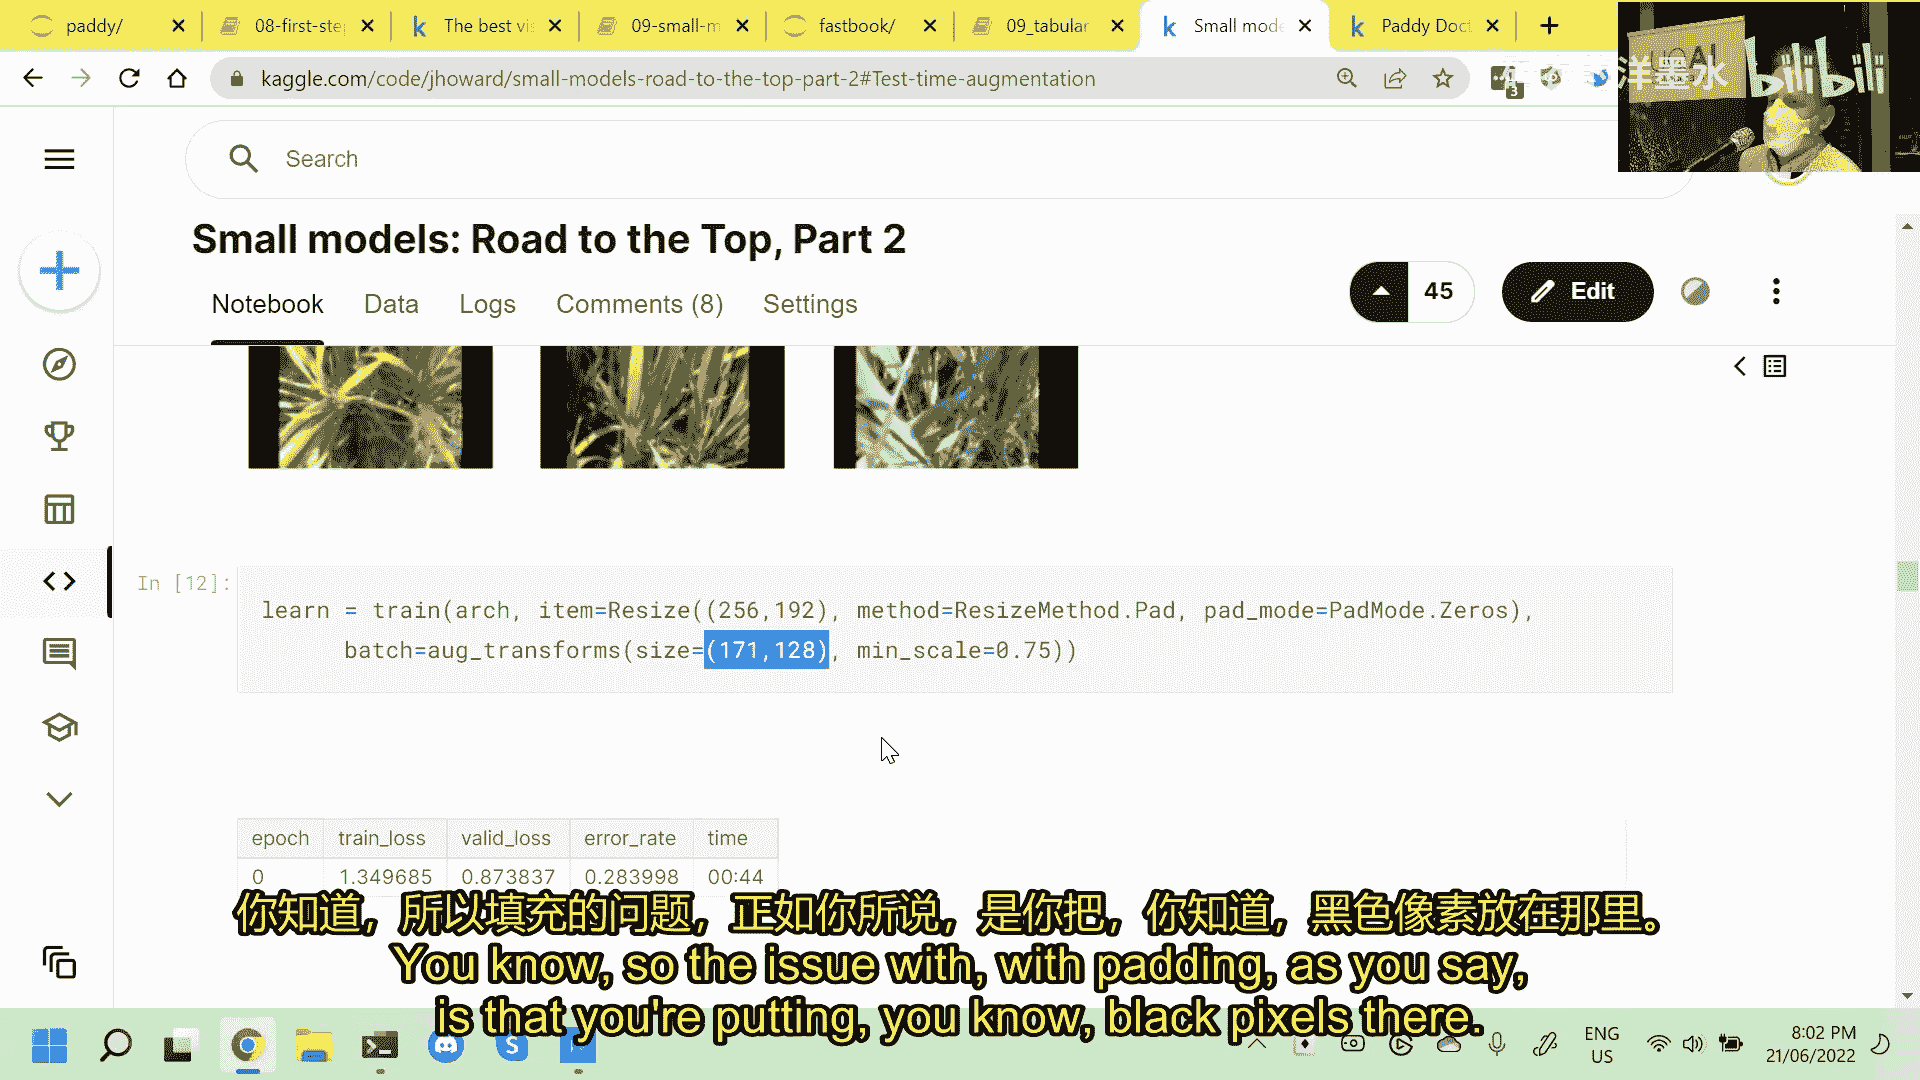 paddy/
08-first-ste
The best vi
09-small-m
fastbook/
09_tabular
Small mode
Paddy Doct
kaggle.com/code/jhoward/small-models-road-to-the-top-part-2#Test-time-augmentation
3
洋墨水
bilibili
Search
Small models: Road to the Top, Part 2
Notebook
Data
Logs
Comments (8)
Settings
45
Edit
In [12]:
learn = train(arch, item=Resize((256,192), method=ResizeMethod.Pad, pad_mode=PadMode.Zeros),
batch=aug_transforms(size=(171,128), min_scale=0.75))
epoch train_loss valid_loss error_rate time
0 1.349685 0.873837 0.283998 00:44
你知道，所以填充的问题，正如你所说，是你把，你知道，黑色像素放在那里。
You know, so the issue with, with padding, as you say,
is that you're putting, you know, black pixels there.
ENG
US
8:02 PM
21/06/2022